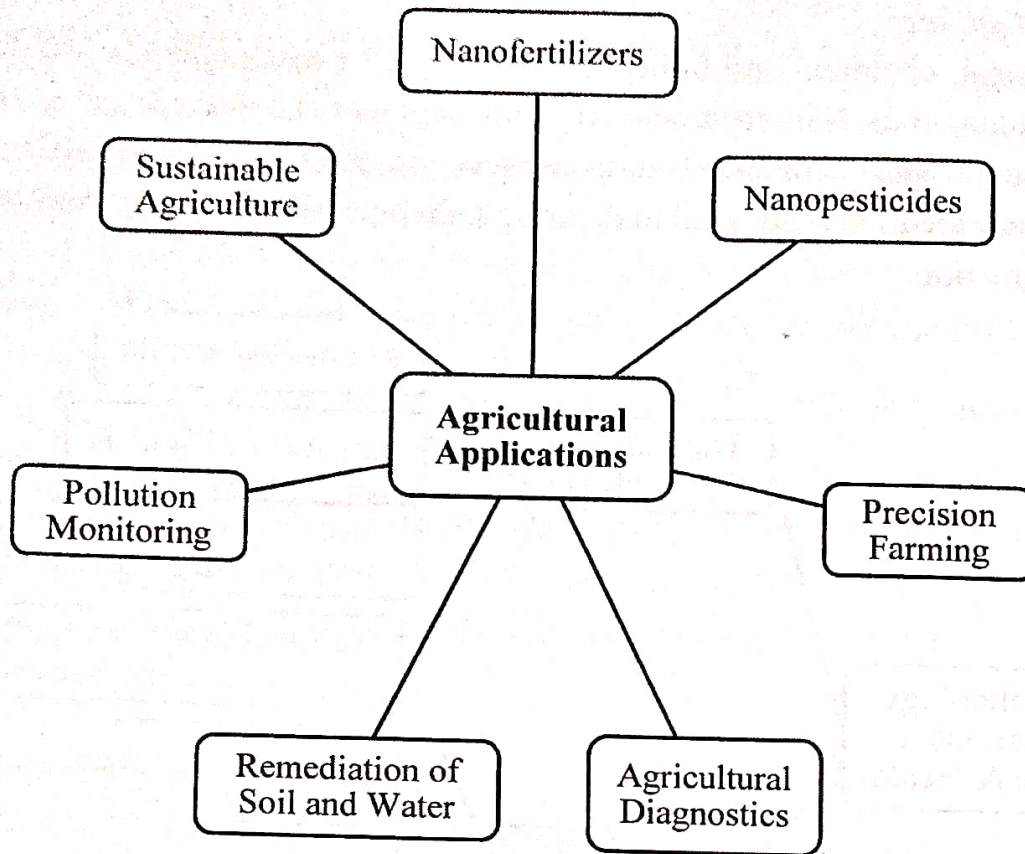 Nanofertilizers
Sustainable
Agriculture
Nanopesticides
Agricultural
Applications
Pollution
Monitoring
Precision
Farming
Remediation of
Soil and Water
Agricultural
Diagnostics